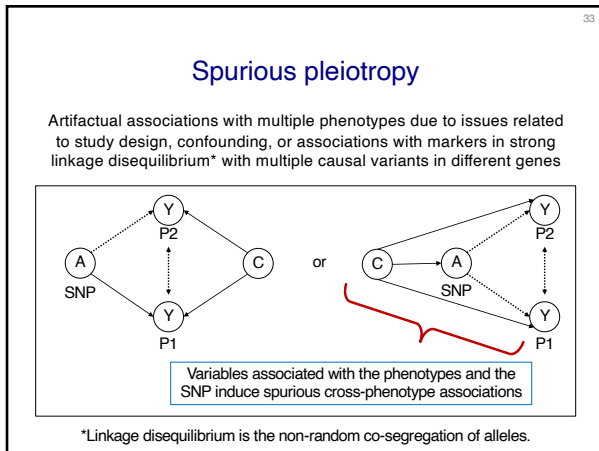 33
Spurious pleiotropy
Artifactual associations with multiple phenotypes due to issues related
to study design, confounding, or associations with markers in strong
linkage disequilibrium* with multiple causal variants in different genes
Y
P2
A
SNP
C
Y
P1
or
Y
P2
C
A
SNP
Y
P1
Variables associated with the phenotypes and the
SNP induce spurious cross-phenotype associations
*Linkage disequilibrium is the non-random co-segregation of alleles.